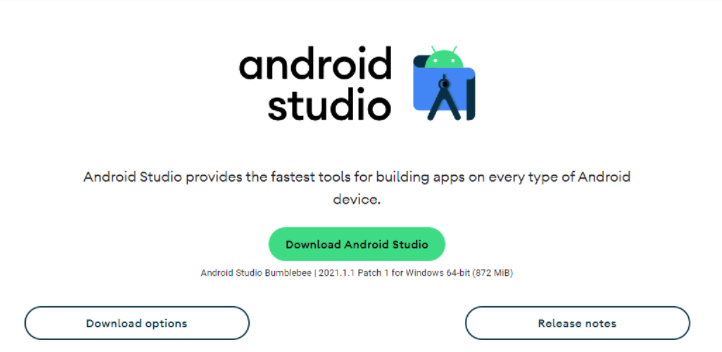 android
studio
Android Studio provides the fastest tools for building apps on every type of Android
device.
Download Android Studio
Android Studio Bumblebee | 2021.1.1 Patch 1 for Windows 64-bit (872 MiB)
Download options
Release notes